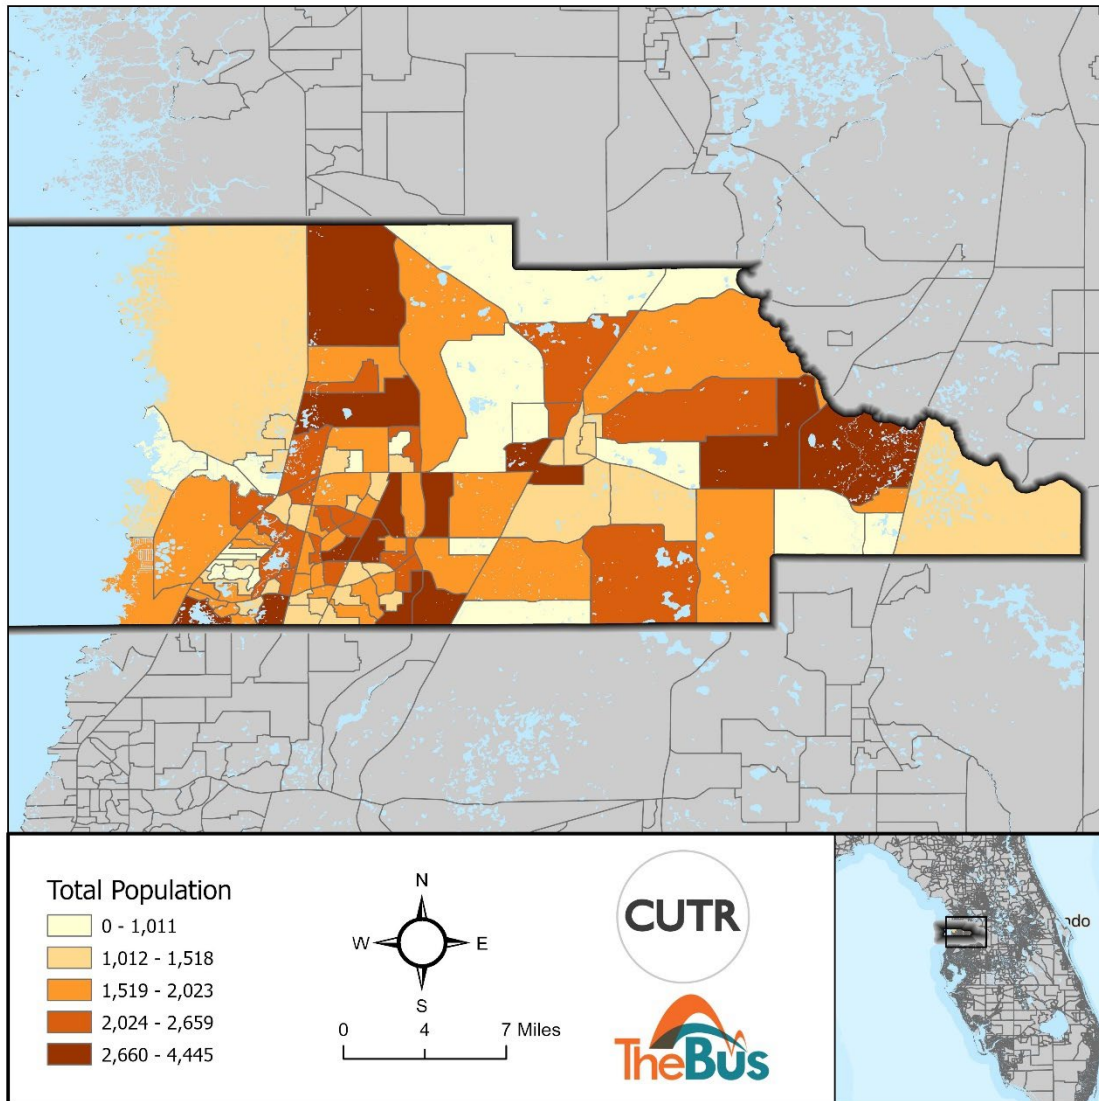 Total Population
0 - 1,011
1,012 - 1,518
1,519 - 2,023
2,024 - 2,659
2,660 - 4,445
N
W E
S
0 4 7 Miles
CUTR
TheBus
ndo